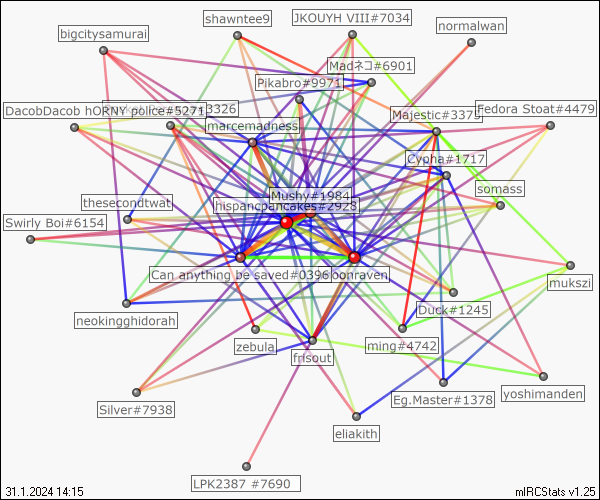 shawntee9
JKOUYH VIII#7034
normalwan
bigcitysamurai
Madネコ#6901
Pikabro#9971
DacobDacob hORNY police#5271
3326
Majestic#3375
Fedora Stoat#4479
marcemadness
Cypha#1717
Mushy#1984
somass
thesecondtwat
hispanicpancakes#2928
Swirly Boi#6154
Can anything be saved#0396
oonraven
mukszi
Duck#1245
neokingghidorah
zebula
ming#4742
frisout
yoshimanden
Silver#7938
Eg.Master#1378
eliakith
LPK2387 #7690
31.1.2024 14:15
mIRCStats v1.25